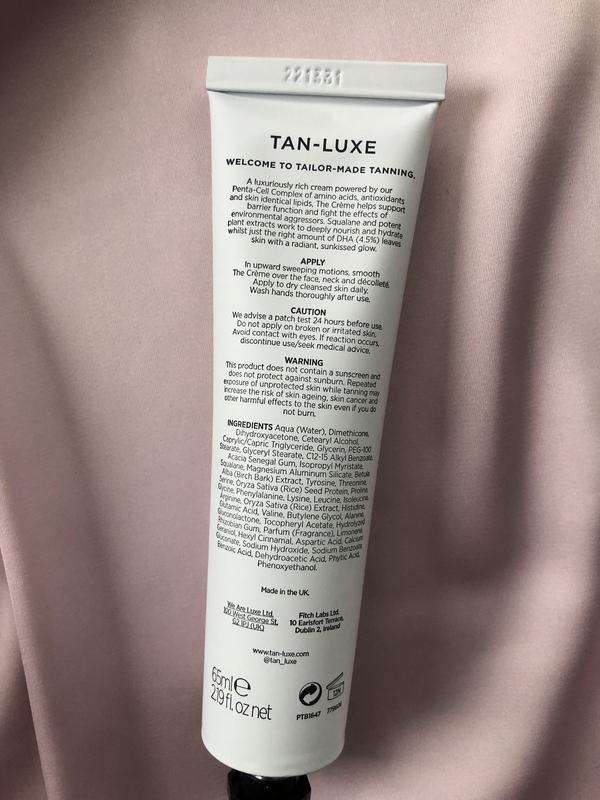 221331
TAN-LUXE
WELCOME TO TAILOR-MADE TANNING.
A luxuriously rich cream powered by our
Penta-Cell Complex of amino acids, antioxidants
and skin identical lipids, The Crème helps support
barrier function and fight the effects of
environmental aggressors. Squalane and potent
plant extracts work to deeply nourish and hydrate
whilst just the right amount of DHA (4.5%) leaves
skin with a radiant, sunkissed glow.
APPLY
In upward sweeping motions, smooth
The Crème over the face, neck and décolleté.
Apply to dry cleansed skin daily.
Wash hands thoroughly after use.
CAUTION
We advise a patch test 24 hours before use.
Do not apply on broken or irritated skin.
Avoid contact with eyes. If reaction occurs,
discontinue use/seek medical advice.
WARNING
This product does not contain a sunscreen and
does not protect against sunburn. Repeated
exposure of unprotected skin while tanning may
increase the risk of skin ageing, skin cancer and
other harmful effects to the skin even if you do
not burn.
INGREDIENTS Aqua (Water), Dimethicone,
Dihydroxyacetone, Cetearyl Alcohol,
Caprylic/Capric Triglyceride, Glycerin, PEG-100
Stearate, Glyceryl Stearate, C12-15 Alkyl Benzoate,
Acacia Senegal Gum, Isopropyl Myristate,
Squalane, Magnesium Aluminum Silicate, Betula
Alba (Birch Bark) Extract, Tyrosine, Threonine,
Serine, Oryza Sativa (Rice) Seed Protein, Proline,
Glycine, Phenylalanine, Lysine, Leucine, Isoleucine,
Arginine, Oryza Sativa (Rice) Extract, Histidine,
Glutamic Acid, Valine, Butylene Glycol, Alanine,
Gluconolactone, Tocopheryl Acetate, Hydrolyzed
Rhizobian Gum, Parfum (Fragrance), Limonene,
Geraniol, Hexyl Cinnamal, Aspartic Acid, Calcium
Gluconate, Sodium Hydroxide, Sodium Benzoate,
Benzoic Acid, Dehydroacetic Acid, Phytic Acid,
Phenoxyethanol.
Made in the UK.
We Are Luxe Ltd.
100 West George St,
G2 1PJ (UK)
Fitch Labs Ltd.
10 Earlsfort Terrace,
Dublin 2, Ireland
www.tan-luxe.com
@tan_luxe
65ml e
2.19 fl. oz net
PTB1647
12M